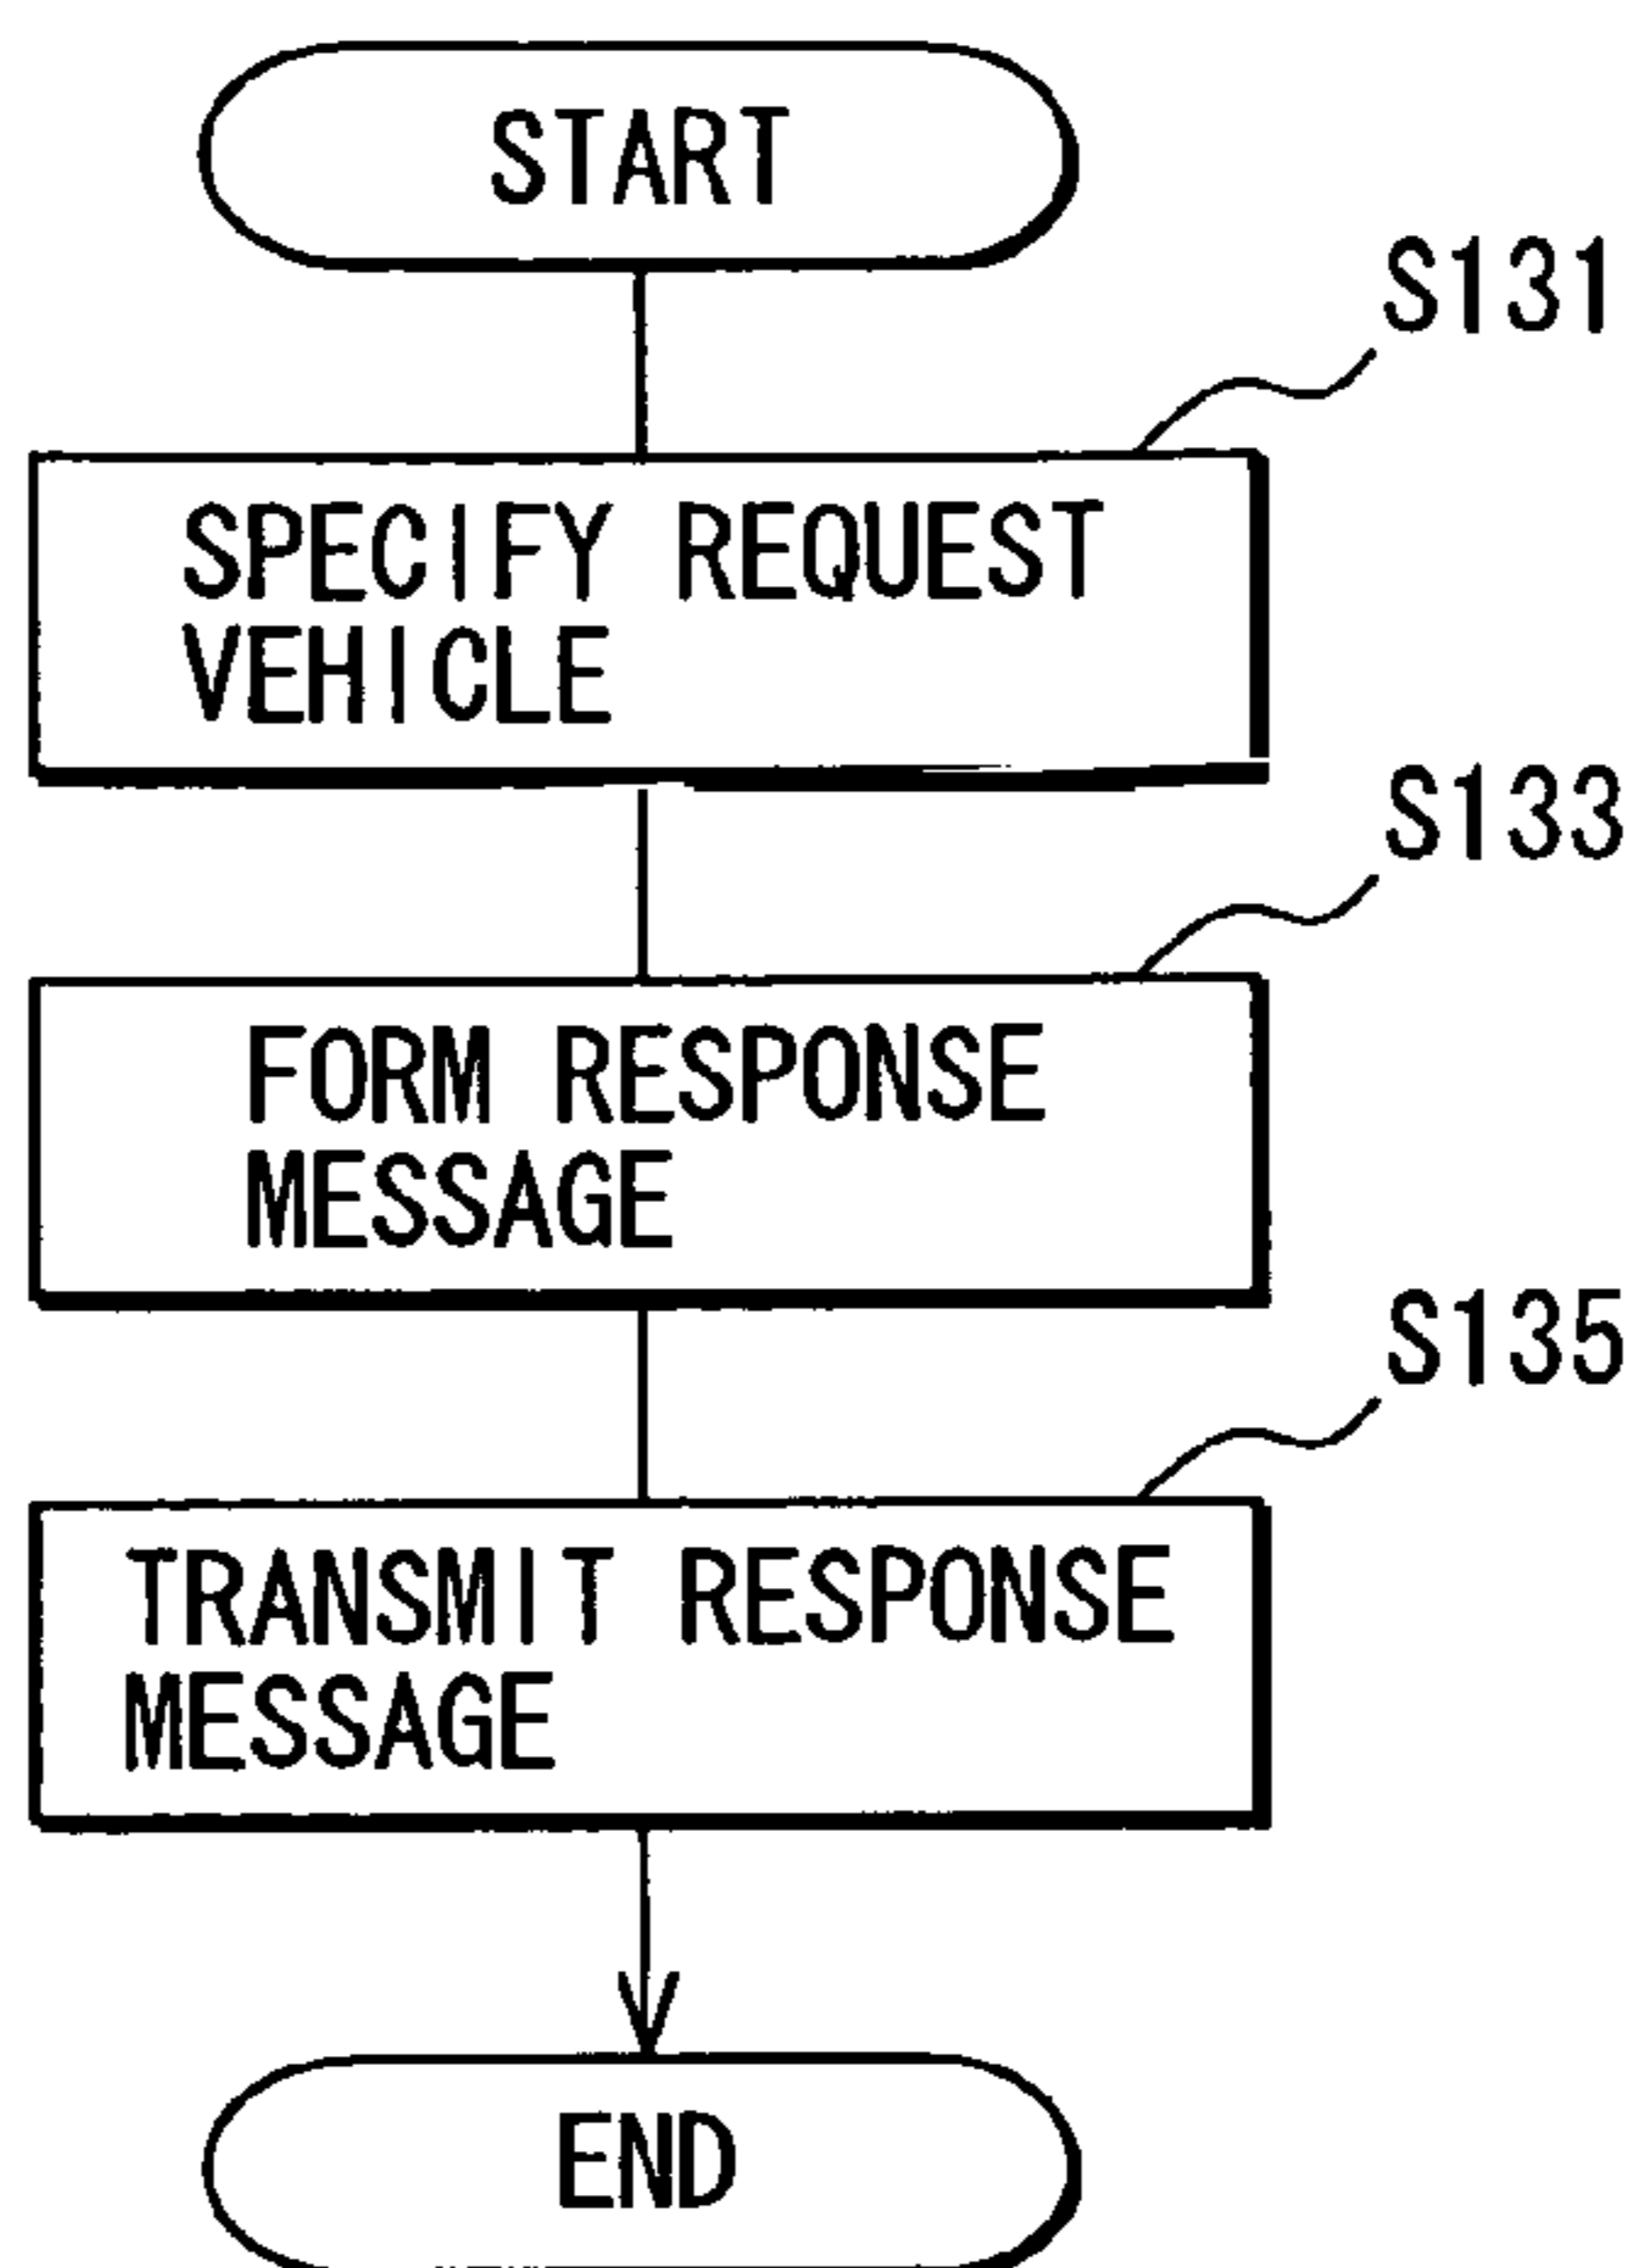 START
S131
SPECIFY REQUEST
VEHICLE
S133
FORM RESPONSE
MESSAGE
S135
TRANSMIT RESPONSE
MESSAGE
END